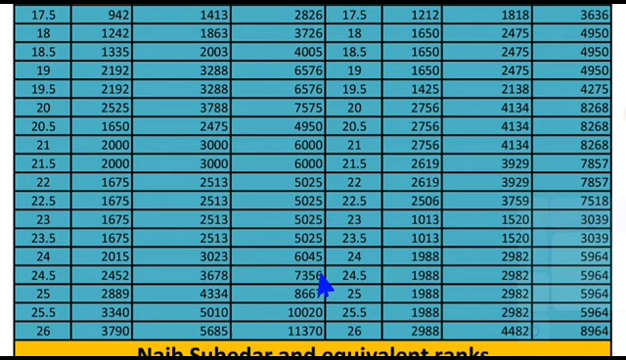 17.5 942 1413 2826 17.5 1212 1818 3636
18 1242 1863 3726 18 1650 2475 4950
18.5 1335 2003 4005 18.5 1650 2475 4950
19 2192 3288 6576 19 1650 2475 4950
19.5 2192 3288 6576 19.5 1425 2138 4275
20 2525 3788 7575 20 2756 4134 8268
20.5 1650 2475 4950 20.5 2756 4134 8268
21 2000 3000 6000 21 2756 4134 8268
21.5 2000 3000 6000 21.5 2619 3929 7857
22 1675 2513 5025 22 2619 3929 7857
22.5 1675 2513 5025 22.5 2506 3759 7518
23 1675 2513 5025 23 1013 1520 3039
23.5 1675 2513 5025 23.5 1013 1520 3039
24 2015 3023 6045 24 1988 2982 5964
24.5 2452 3678 7356 24.5 1988 2982 5964
25 2889 4334 8667 25 1988 2982 5964
25.5 3340 5010 10020 25.5 1988 2982 5964
26 3790 5685 11370 26 2988 4482 8964
Naib Subedar and equivalent ranks